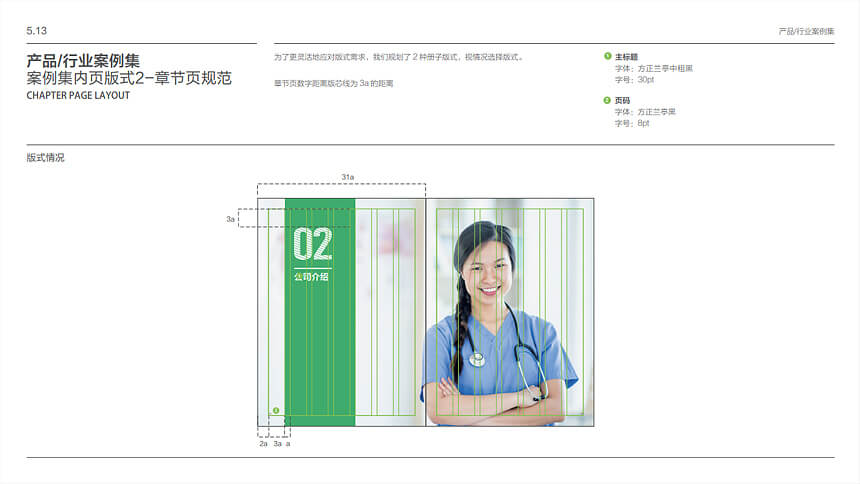 5.13
产品/行业案例集
产品/行业案例集
案例集内页版式2-章节页规范
CHAPTER PAGE LAYOUT
为了更灵活地应对版式需求，我们规划了2种册子版式，视情况选择版式。
章节页数字距离版芯线为 3a 的距离
1 主标题
字体：方正兰亭中粗黑
字号：30pt
2 页码
字体：方正兰亭黑
字号：8pt
版式情况
31a
3a
02
公司介绍
2
2a 3a a